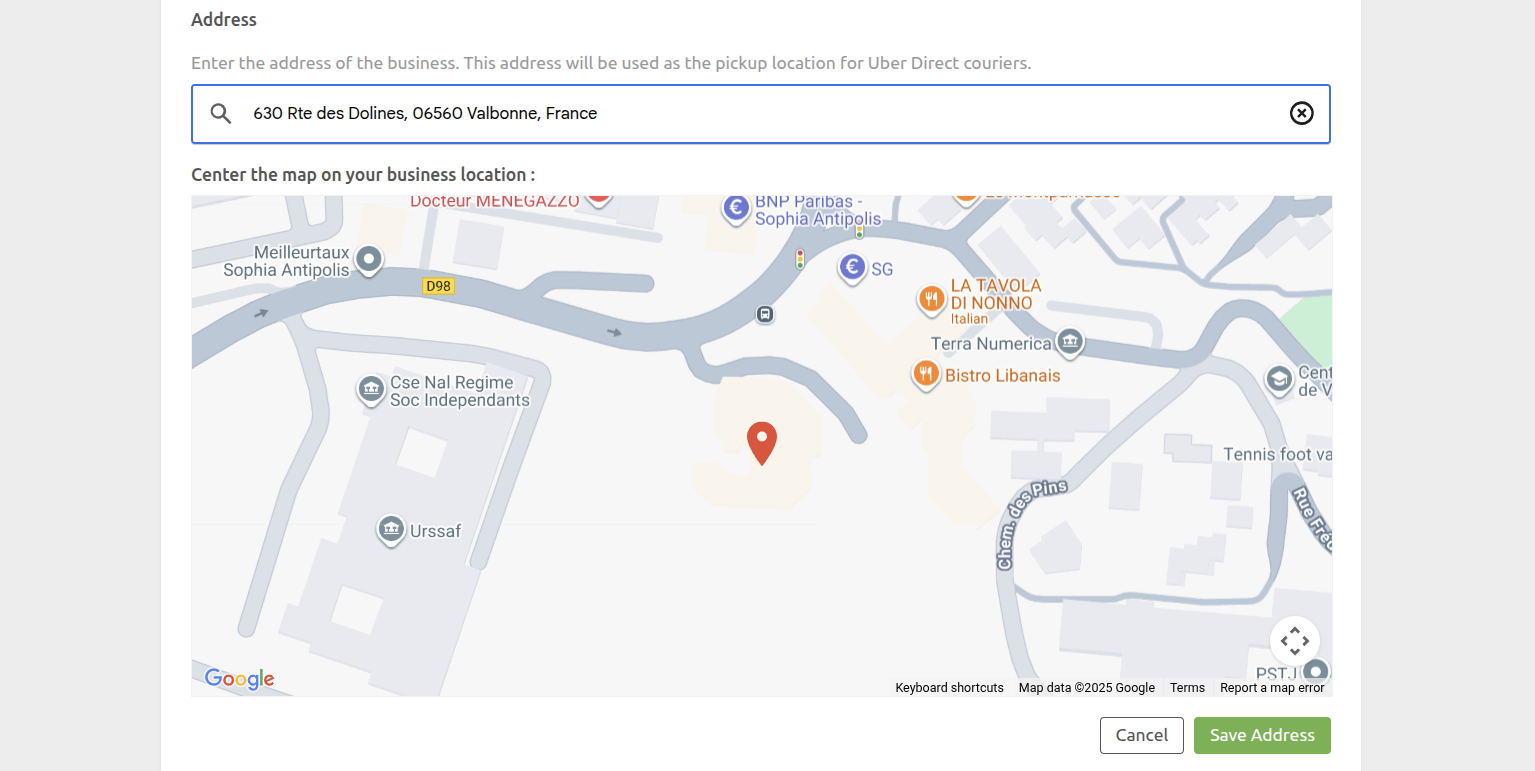 Address
Enter the address of the business. This address will be used as the pickup location for Uber Direct couriers.
630 Rte des Dolines, 06560 Valbonne, France
Center the map on your business location :
Docteur MENEGAZZO
BNP Paribas -
Sophia Antipolis
Meilleurtaux
Sophia Antipolis
D98
SG
LA TAVOLA
DI NONNO
Italian
Terra Numerica
Bistro Libanais
Cse Nal Regime
Soc Independants
Cent
de V
Tennis foot va
Chem. des Pins
Rue Fred
Urssaf
PSTJ
Google
Keyboard shortcuts
Map data ©2025 Google
Terms
Report a map error
Cancel
Save Address